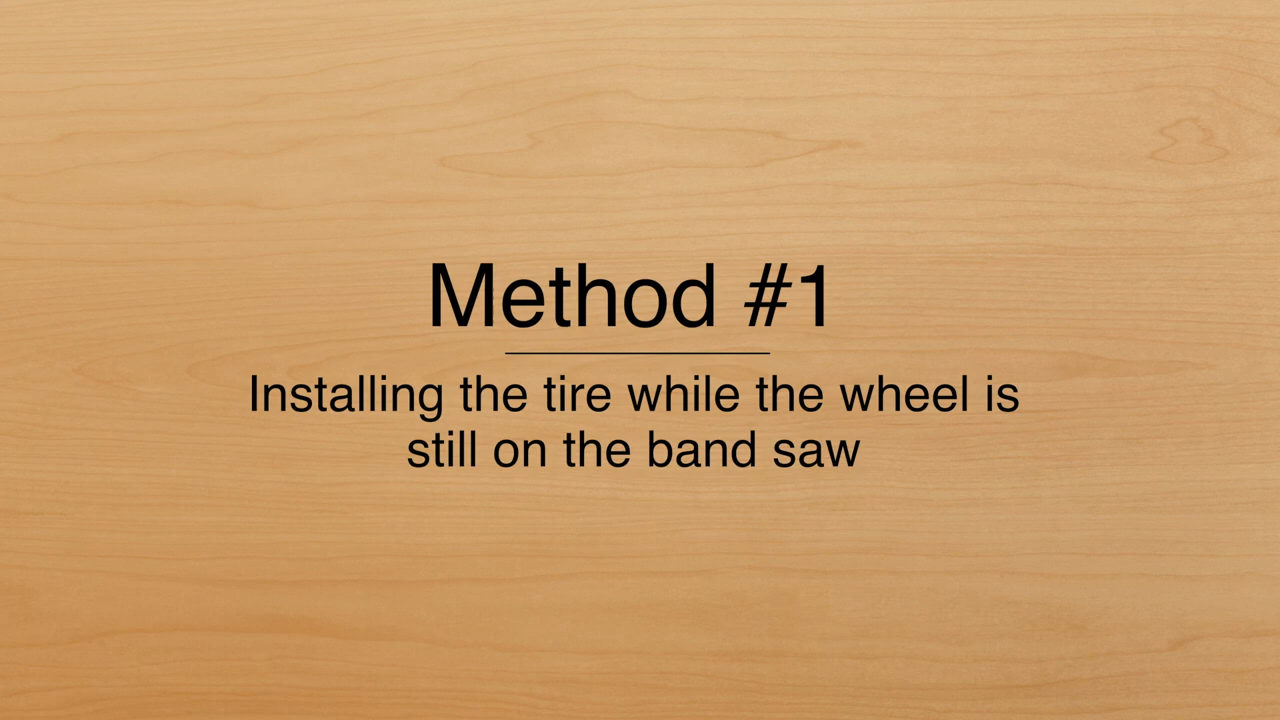 Method #1
Installing the tire while the wheel is
still on the band saw